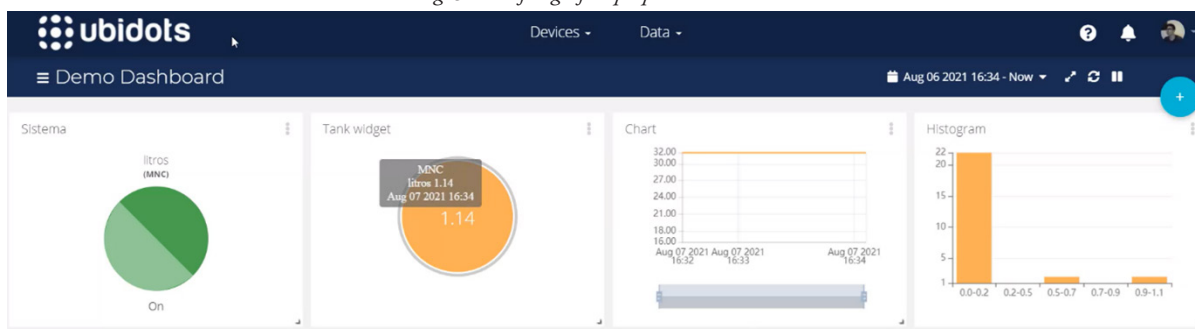 ubidots
Devices
Data
Demo Dashboard
Aug 06 2021 16:34 - Now
+
Sistema
litros
(MNC)
On
Tank widget
MNC
litros 1.14
Aug 07 2021 16:34
1.14
Chart
32.00
30.00
27.00
24.00
21.00
18.00
16.00
Aug 07 2021
16:32
Aug 07 2021
16:33
Aug 07 2021
16:34
Histogram
22
20
15
10
5
1
0.0-0.2
0.2-0.5
0.5-0.7
0.7-0.9
0.9-1.1